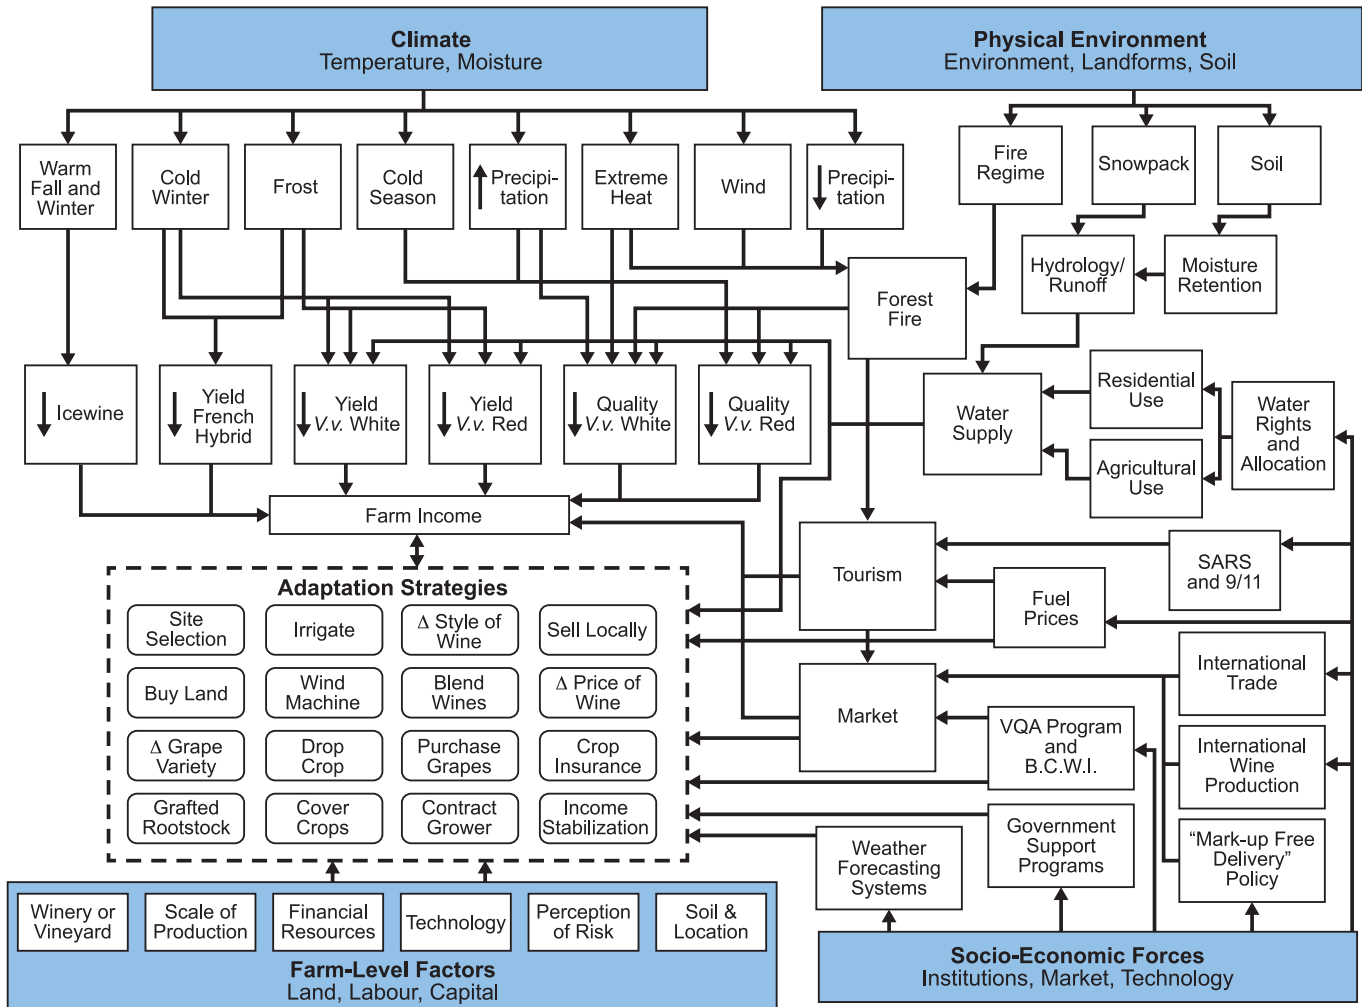 Climate
Temperature, Moisture
Physical Environment
Environment, Landforms, Soil
Warm
Fall and
Winter
Cold
Winter
Frost
Cold
Season
Precipi-
tation
Extreme
Heat
Wind
Precipi-
tation
Fire
Regime
Snowpack
Soil
Hydrology/
Runoff
Moisture
Retention
Forest
Fire
Icewine
Yield
French
Hybrid
Yield
V.v. White
Yield
V.v. Red
Quality
V.v. White
Quality
V.v. Red
Water
Supply
Residential
Use
Agricultural
Use
Water
Rights
and
Allocation
Farm Income
Tourism
SARS
and 9/11
Fuel
Prices
Adaptation Strategies
Site
Selection
Irrigate
Δ Style of
Wine
Sell Locally
Buy Land
Wind
Machine
Blend
Wines
Δ Price of
Wine
Δ Grape
Variety
Drop
Crop
Purchase
Grapes
Crop
Insurance
Grafted
Rootstock
Cover
Crops
Contract
Grower
Income
Stabilization
Market
International
Trade
VQA Program
and
B.C.W.I.
International
Wine
Production
Weather
Forecasting
Systems
Government
Support
Programs
“Mark-up Free
Delivery”
Policy
Winery or
Vineyard
Scale of
Production
Financial
Resources
Technology
Perception
of Risk
Soil &
Location
Farm-Level Factors
Land, Labour, Capital
Socio-Economic Forces
Institutions, Market, Technology